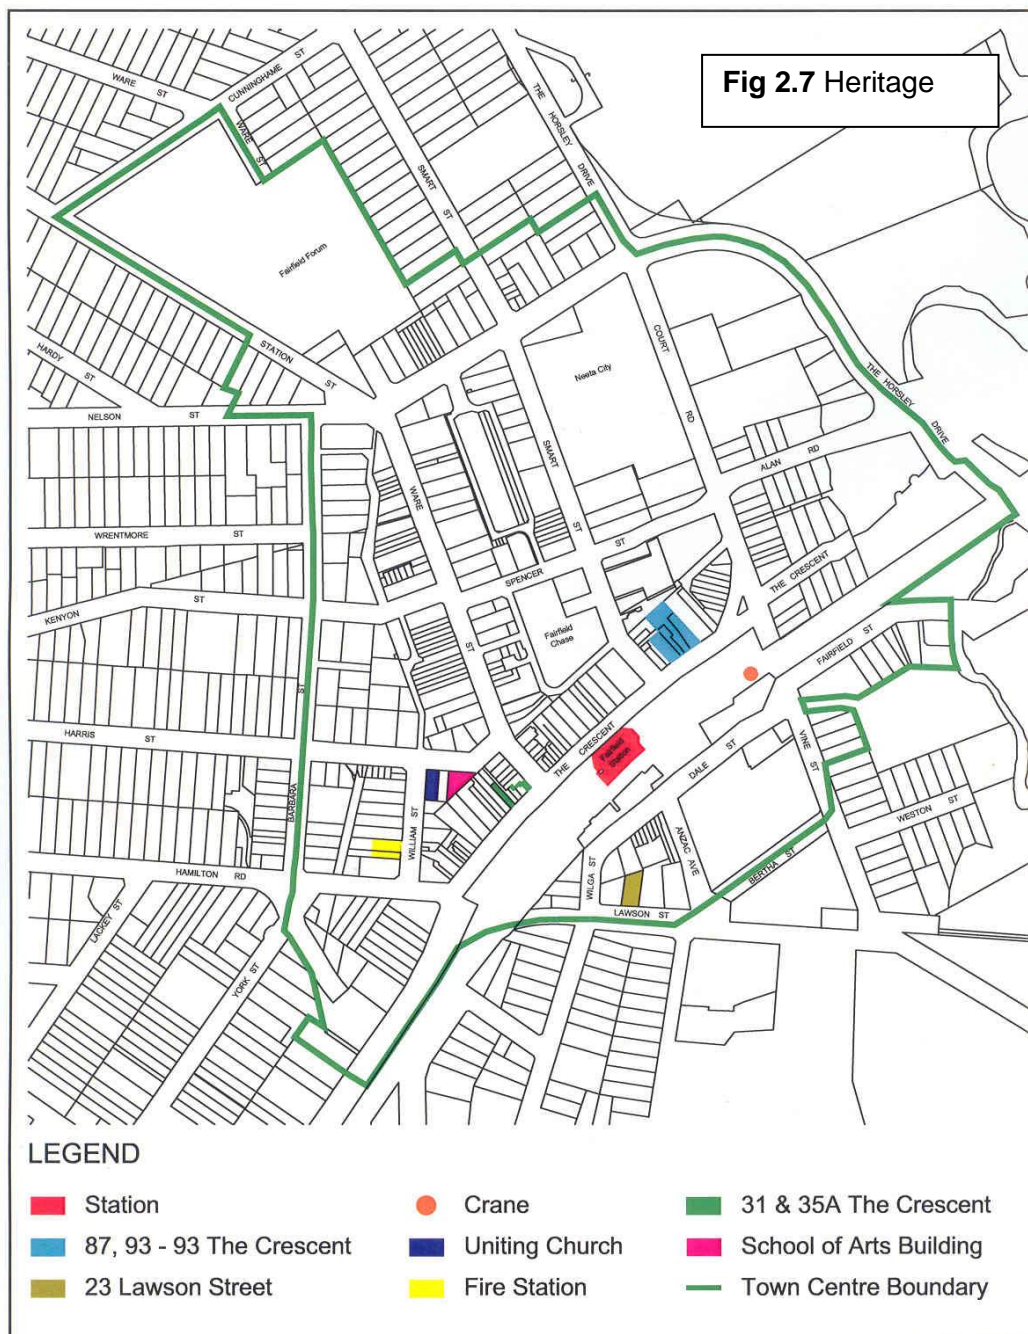 Fig 2.7 Heritage
WARE ST
CUNNINGHAME ST
WARE ST
THE HORSLEY DRIVE
SMART ST
Fairfield Forum
STATION ST
HARDY ST
NELSON ST
COURT RD
Neeta City
THE HORSLEY DRIVE
WARE ST
SMART ST
ALAN RD
WRENTMORE ST
SPENCER ST
THE CRESCENT
KENYON ST
Fairfield Chase
FAIRFIELD ST
HARRIS ST
BARBARA ST
THE CRESCENT
Fairfield Station
DALE ST
VINE ST
WESTON ST
WILLIAM ST
ANZAC AVE
BERTHA ST
HAMILTON RD
WILGA ST
LAWSON ST
LACKEY ST
YORK ST
LEGEND
Station
Crane
31 & 35A The Crescent
87, 93 - 93 The Crescent
Uniting Church
School of Arts Building
23 Lawson Street
Fire Station
Town Centre Boundary